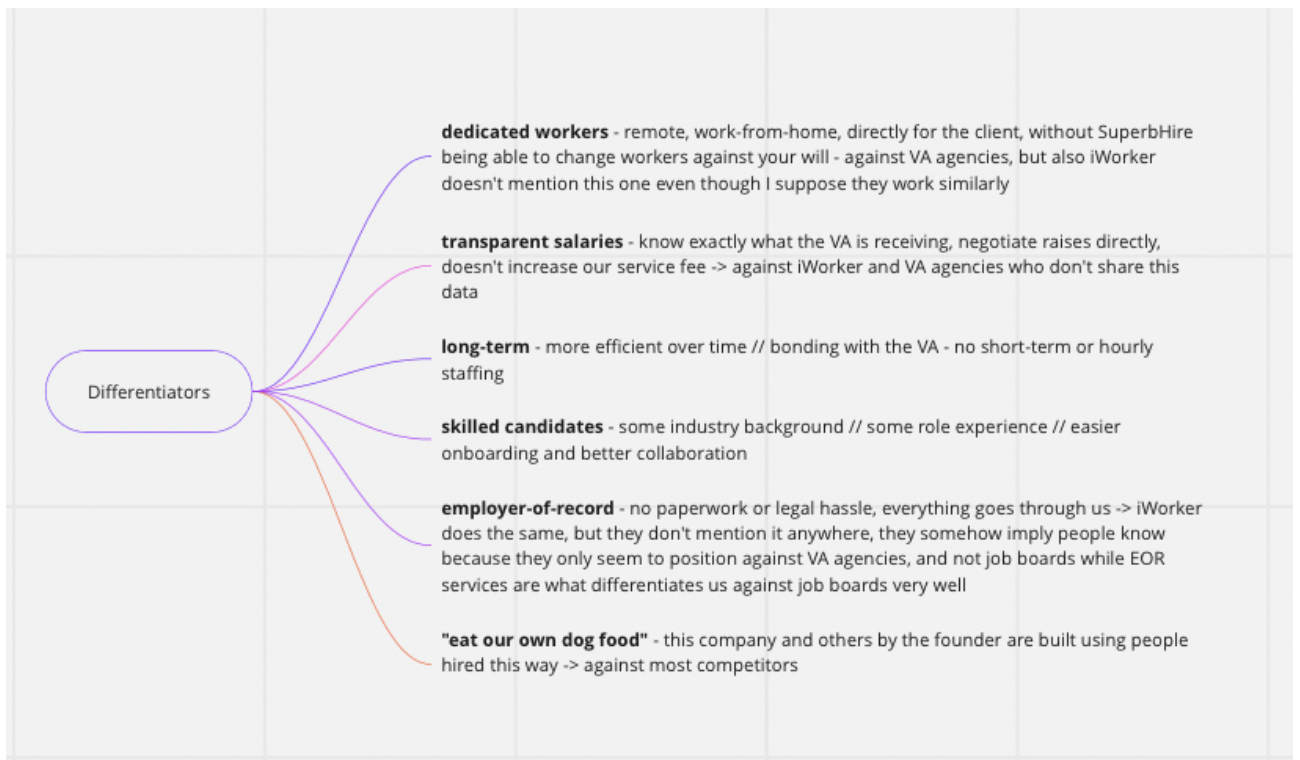 dedicated workers - remote, work-from-home, directly for the client, without SuperbHire
being able to change workers against your will - against VA agencies, but also iWorker
doesn't mention this one even though I suppose they work similarly
transparent salaries - know exactly what the VA is receiving, negotiate raises directly,
doesn't increase our service fee -> against iWorker and VA agencies who don't share this
data
long-term - more efficient over time // bonding with the VA - no short-term or hourly
staffing
Differentiators
skilled candidates - some industry background // some role experience // easier
onboarding and better collaboration
employer-of-record - no paperwork or legal hassle, everything goes through us -> iWorker
does the same, but they don't mention it anywhere, they somehow imply people know
because they only seem to position against VA agencies, and not job boards while EOR
services are what differentiates us against job boards very well
"eat our own dog food" - this company and others by the founder are built using people
hired this way -> against most competitors